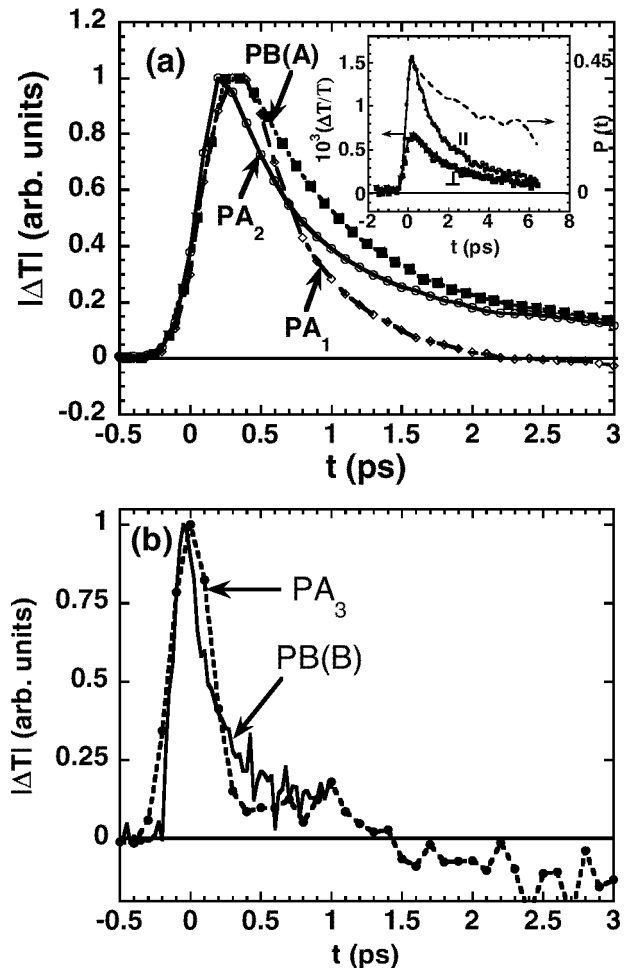 (a)
PB(A)
PA2
PA1
|ΔT| (arb. units)
1.2
1
0.8
0.6
0.4
0.2
0
-0.2
-0.5 0 0.5 1 1.5 2 2.5 3
t (ps)
10³(ΔT/T)
1.5
1
0.5
0
0.45
0
P(t)
||
⊥
-2 0 2 4 6 8
t (ps)
(b)
PA3
PB(B)
|ΔT| (arb. units)
1
0.75
0.5
0.25
0
-0.5 0 0.5 1 1.5 2 2.5 3
t (ps)